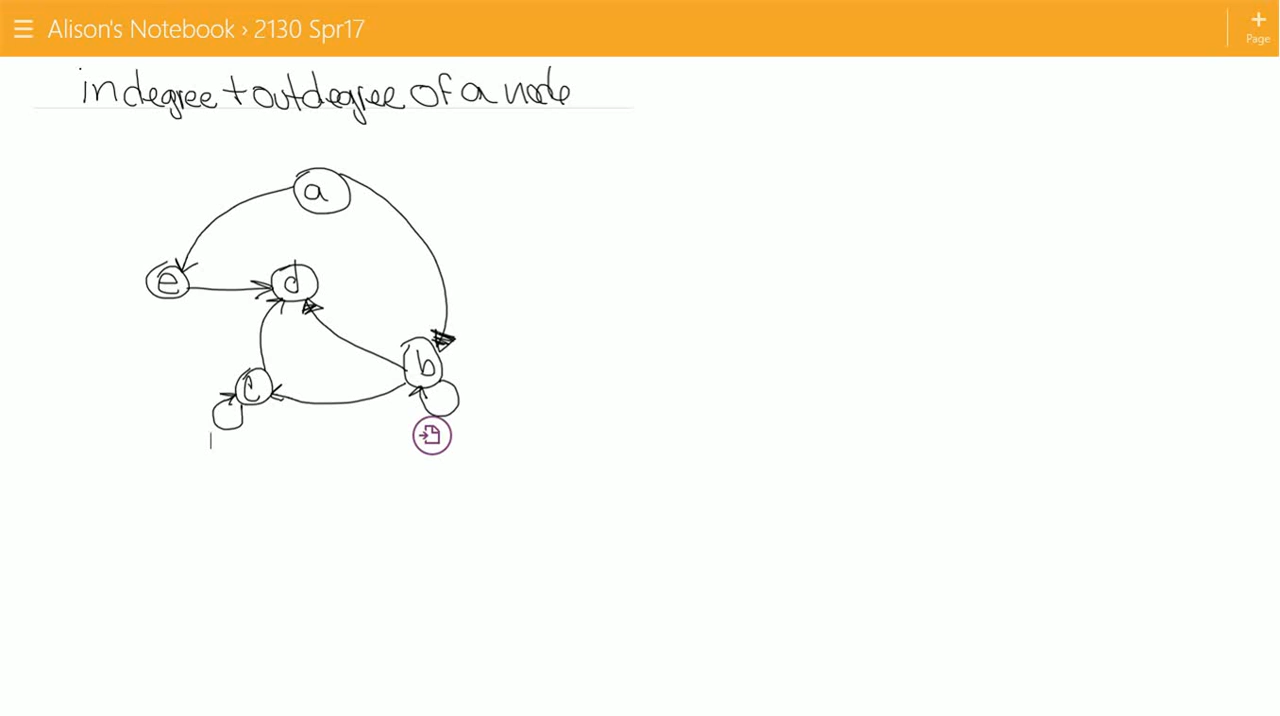 Alison's Notebook › 2130 Spr17
Page
indegree + outdegree of a node
a
e
d
b
c